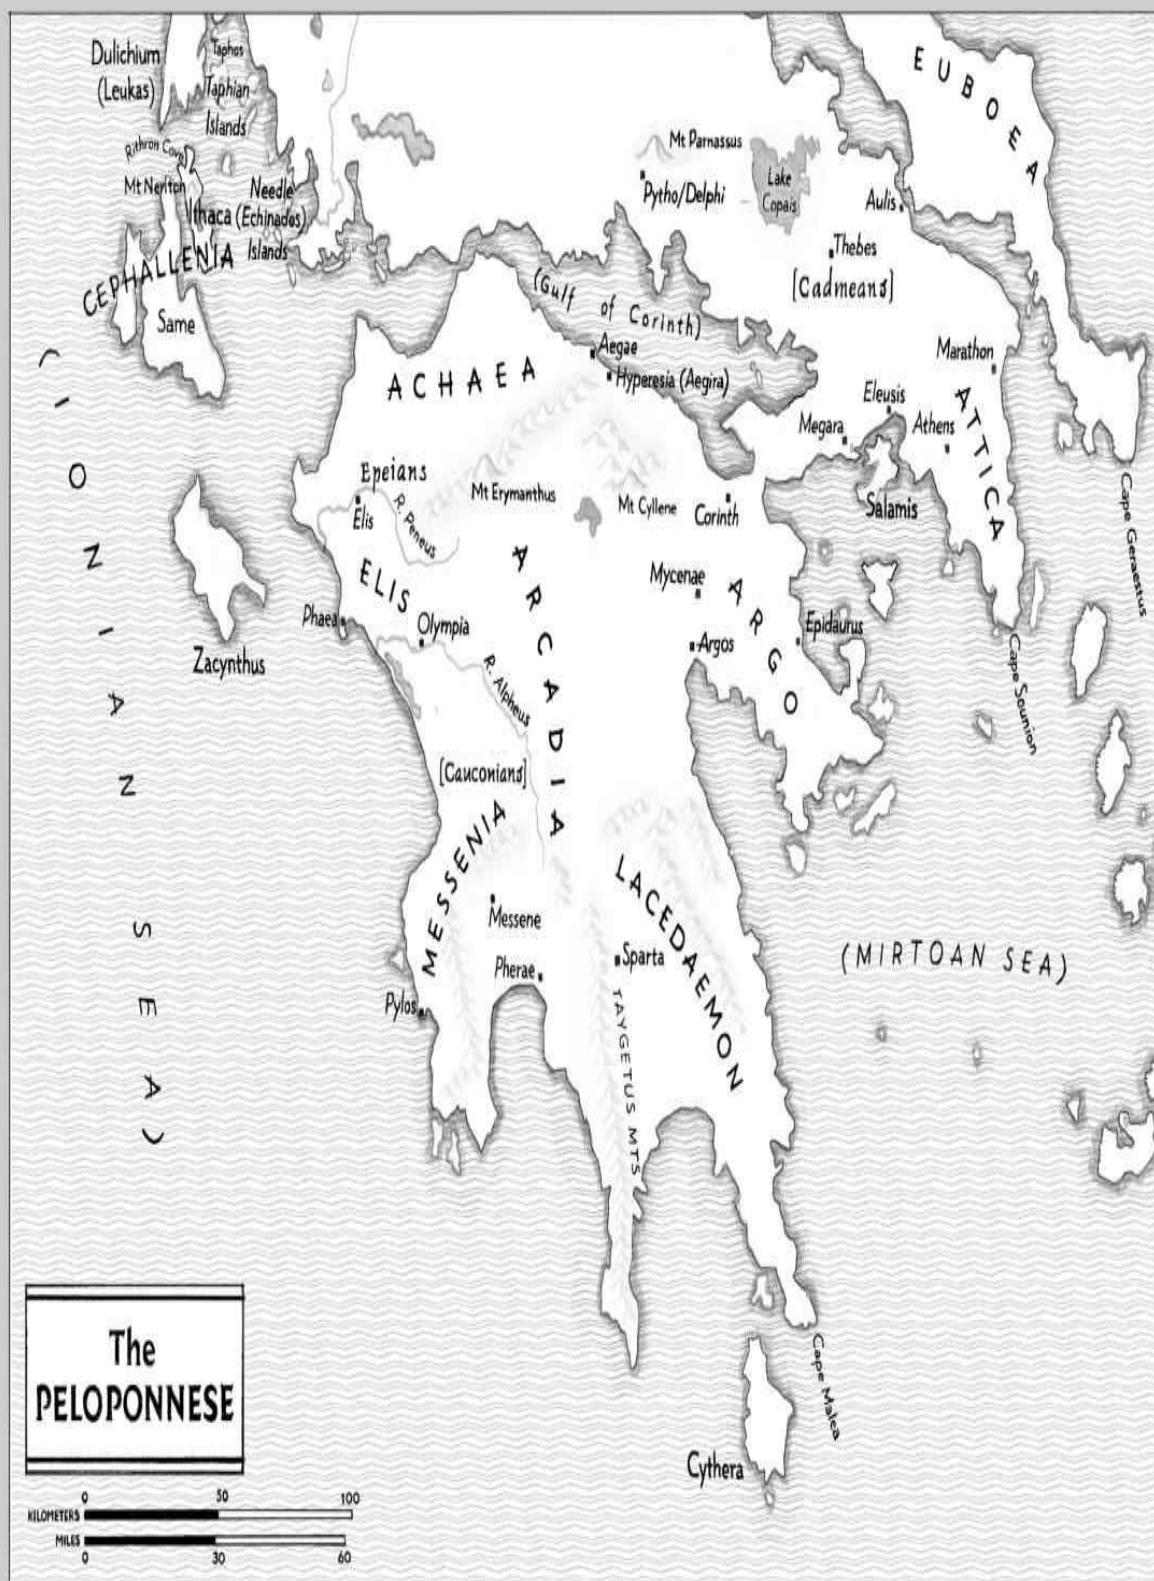 Dulichium
(Leukas)
Taphos
Taphian
Islands
Rithron Cove
Mt Neriton
Needle
Ithaca (Echinades)
Islands
CEPHALLENIA
Same
EUBOEA
Mt Parnassus
Pytho/Delphi
Lake
Copais
Aulis
Thebes
[Cadmeans]
(Gulf of Corinth)
Aegae
Hyperesia (Aegira)
ACHAEA
Marathon
Eleusis
Megara
Athens
ATTICA
Salamis
Cape Geraestus
Epeians
Elis
R. Peneus
Mt Erymanthus
Mt Cyllene
Corinth
ELIS
ARCADIA
Mycenae
ARGO
Phaea
Olympia
Argos
Epidaurus
Cape Sounion
Zacynthus
R. Alpheus
[Cauconians]
MESSENIA
LACEDAEMON
Messene
Sparta
Pherae
Pylos
TAYGETUS MTS
(MIRTOAN SEA)
(IONIAN SEA)
Cape Malea
Cythera
The
PELOPONNESE
0 50 100
KILOMETERS
MILES
0 30 60